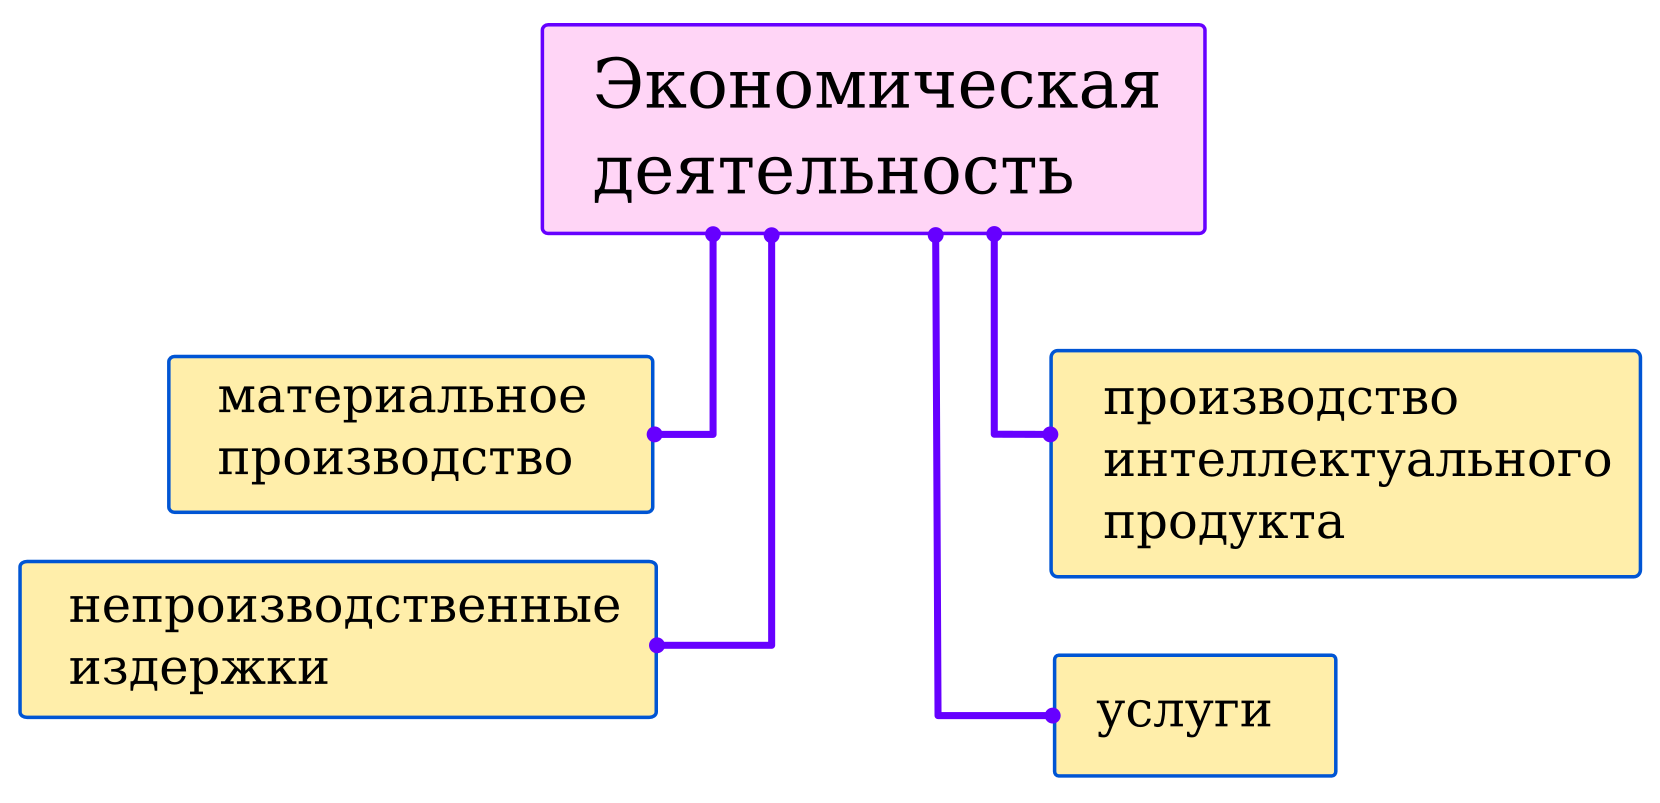 Экономическая
деятельность
материальное
производство
производство
интеллектуального
продукта
непроизводственные
издержки
услуги